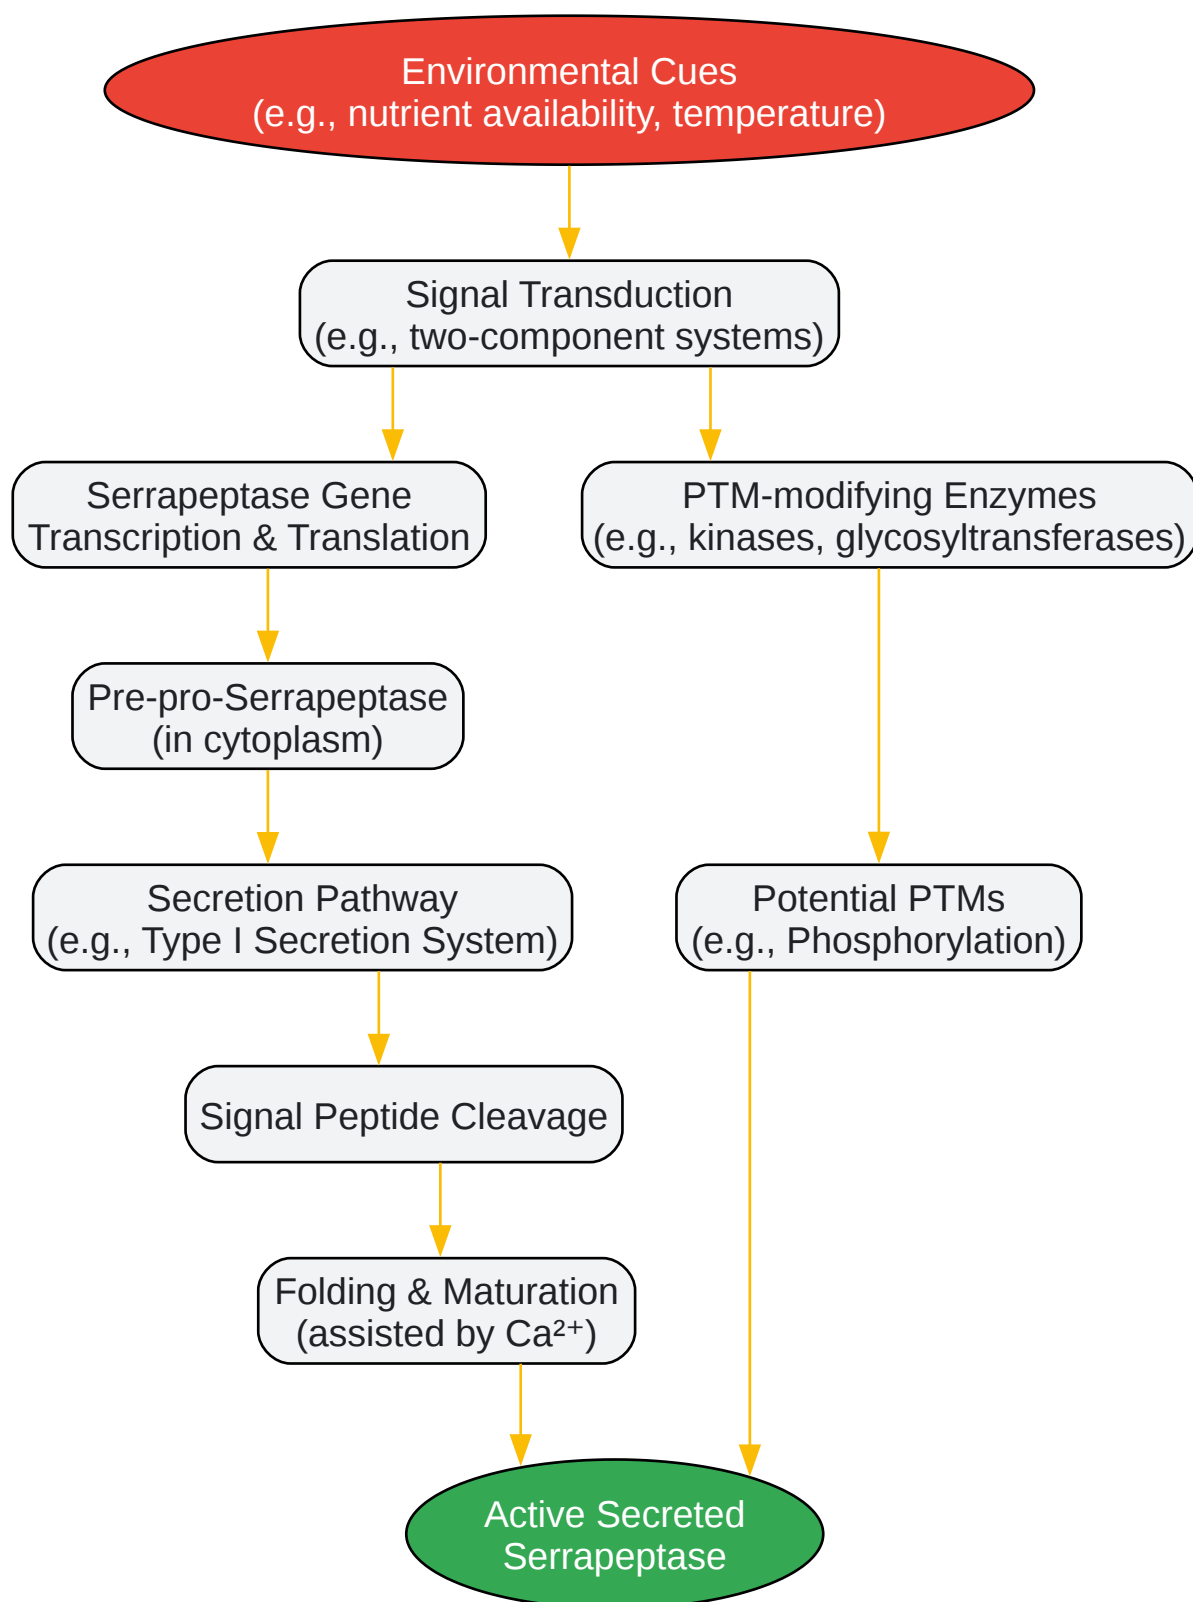 Environmental Cues
(e.g., nutrient availability, temperature)
Signal Transduction
(e.g., two-component systems)
Serrapeptase Gene
Transcription & Translation
PTM-modifying Enzymes
(e.g., kinases, glycosyltransferases)
Pre-pro-Serrapeptase
(in cytoplasm)
Secretion Pathway
(e.g., Type I Secretion System)
Potential PTMs
(e.g., Phosphorylation)
Signal Peptide Cleavage
Folding & Maturation
(assisted by Ca²⁺)
Active Secreted
Serrapeptase